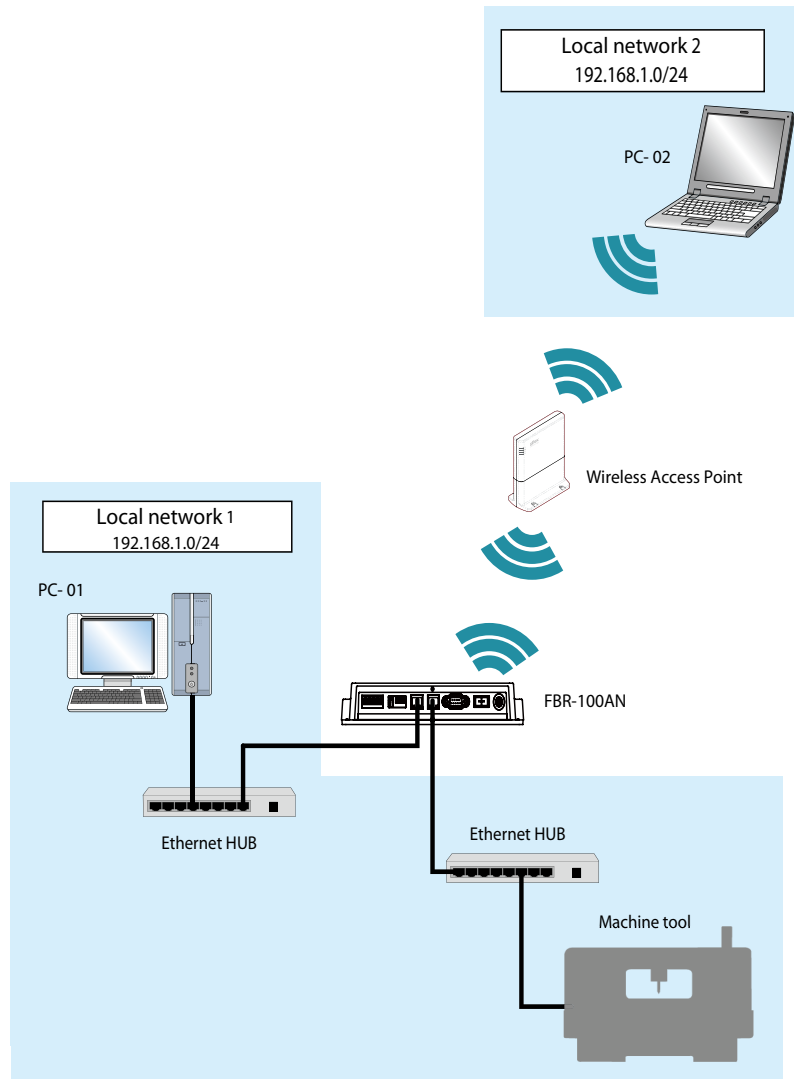 Local network 2
192.168.1.0/24
PC- 02
Wireless Access Point
Local network 1
192.168.1.0/24
PC- 01
FBR-100AN
Ethernet HUB
Ethernet HUB
Machine tool